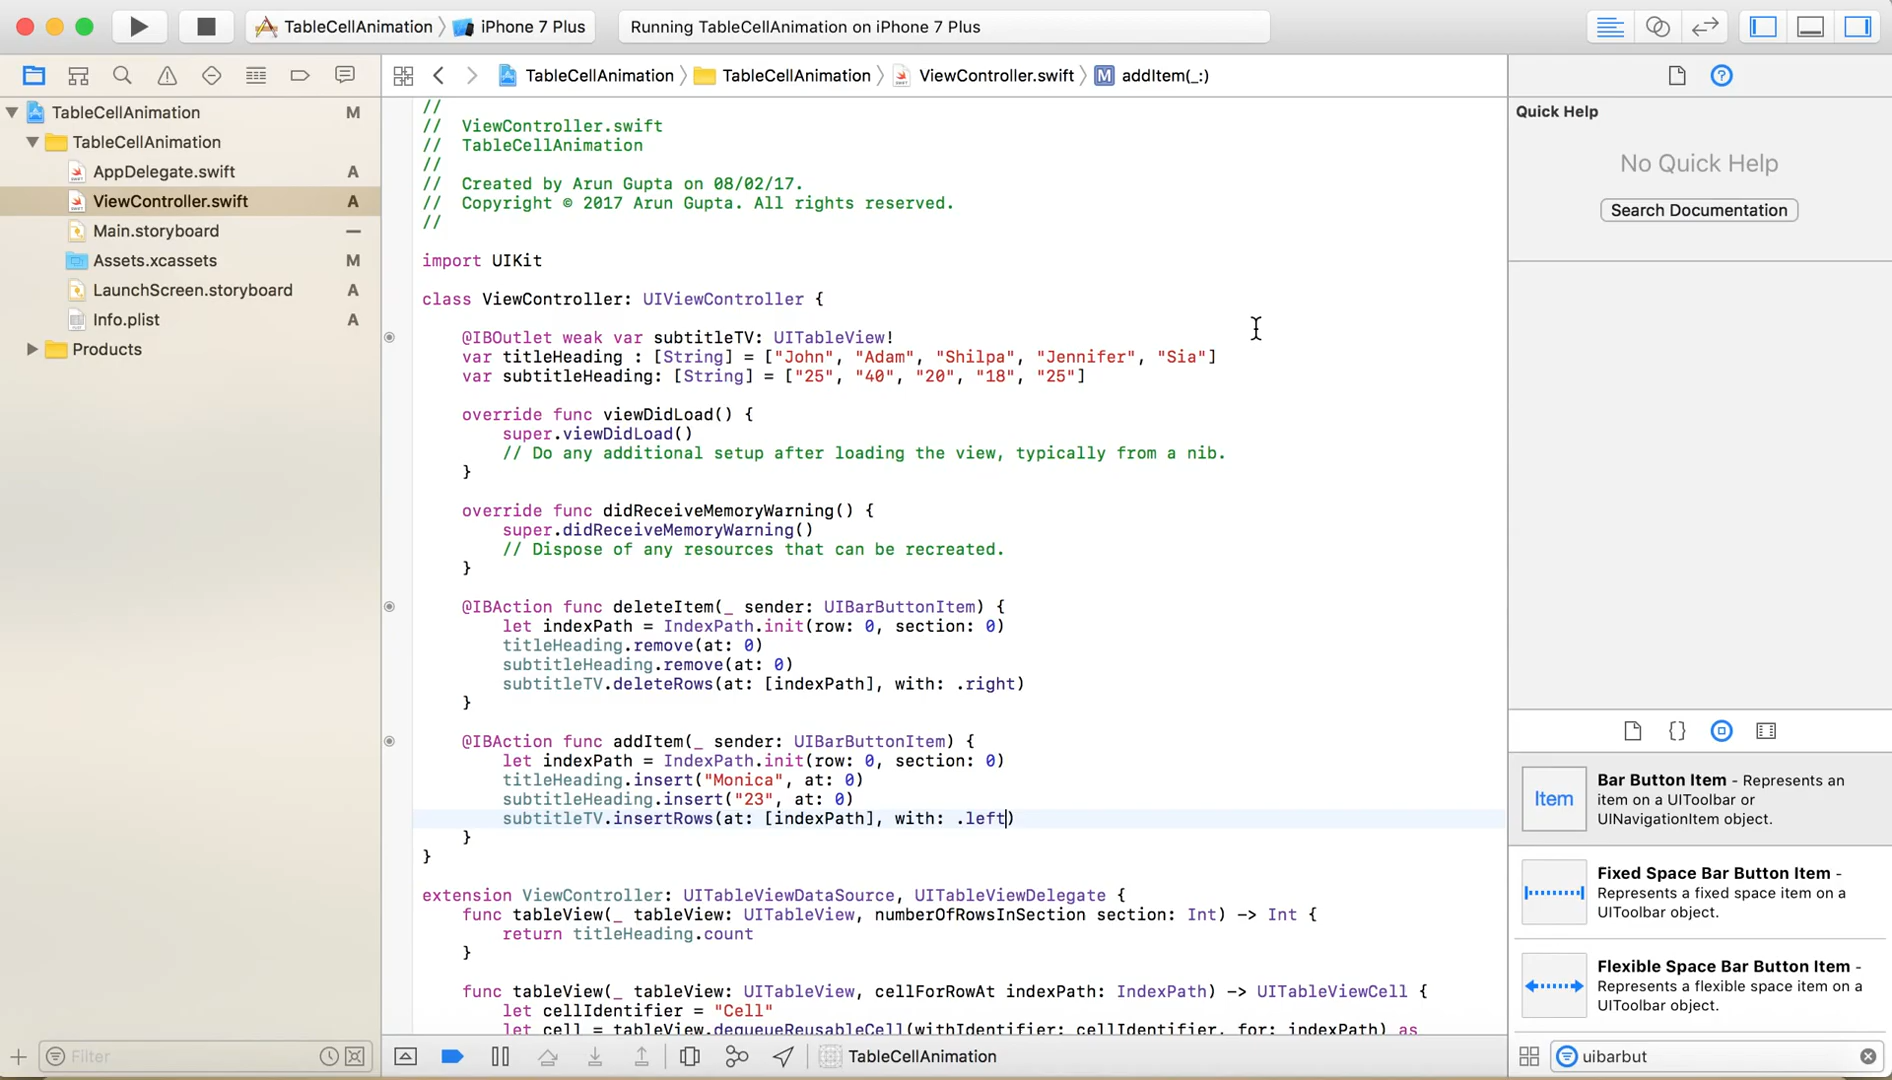 TableCellAnimation
iPhone 7 Plus
Running TableCellAnimation on iPhone 7 Plus
TableCellAnimation
TableCellAnimation
ViewController.swift
M addItem(_:)
TableCellAnimation M
TableCellAnimation
AppDelegate.swift A
ViewController.swift A
Main.storyboard —
Assets.xcassets M
LaunchScreen.storyboard A
Info.plist A
Products
Filter
//
// ViewController.swift
// TableCellAnimation
//
// Created by Arun Gupta on 08/02/17.
// Copyright © 2017 Arun Gupta. All rights reserved.
//
import UIKit
class ViewController: UIViewController {
@IBOutlet weak var subtitleTV: UITableView!
var titleHeading : [String] = ["John", "Adam", "Shilpa", "Jennifer", "Sia"]
var subtitleHeading: [String] = ["25", "40", "20", "18", "25"]
override func viewDidLoad() {
super.viewDidLoad()
// Do any additional setup after loading the view, typically from a nib.
}
override func didReceiveMemoryWarning() {
super.didReceiveMemoryWarning()
// Dispose of any resources that can be recreated.
}
@IBAction func deleteItem(_ sender: UIBarButtonItem) {
let indexPath = IndexPath.init(row: 0, section: 0)
titleHeading.remove(at: 0)
subtitleHeading.remove(at: 0)
subtitleTV.deleteRows(at: [indexPath], with: .right)
}
@IBAction func addItem(_ sender: UIBarButtonItem) {
let indexPath = IndexPath.init(row: 0, section: 0)
titleHeading.insert("Monica", at: 0)
subtitleHeading.insert("23", at: 0)
subtitleTV.insertRows(at: [indexPath], with: .left)
}
}
extension ViewController: UITableViewDataSource, UITableViewDelegate {
func tableView(_ tableView: UITableView, numberOfRowsInSection section: Int) -> Int {
return titleHeading.count
}
func tableView(_ tableView: UITableView, cellForRowAt indexPath: IndexPath) -> UITableViewCell {
let cellIdentifier = "Cell"
let cell = tableView.dequeueReusableCell(withIdentifier: cellIdentifier, for: indexPath) as
TableCellAnimation
Quick Help
No Quick Help
Search Documentation
Item
Bar Button Item - Represents an
item on a UIToolbar or
UINavigationItem object.
Fixed Space Bar Button Item -
Represents a fixed space item on a
UIToolbar object.
Flexible Space Bar Button Item -
Represents a flexible space item on a
UIToolbar object.
uibarbut